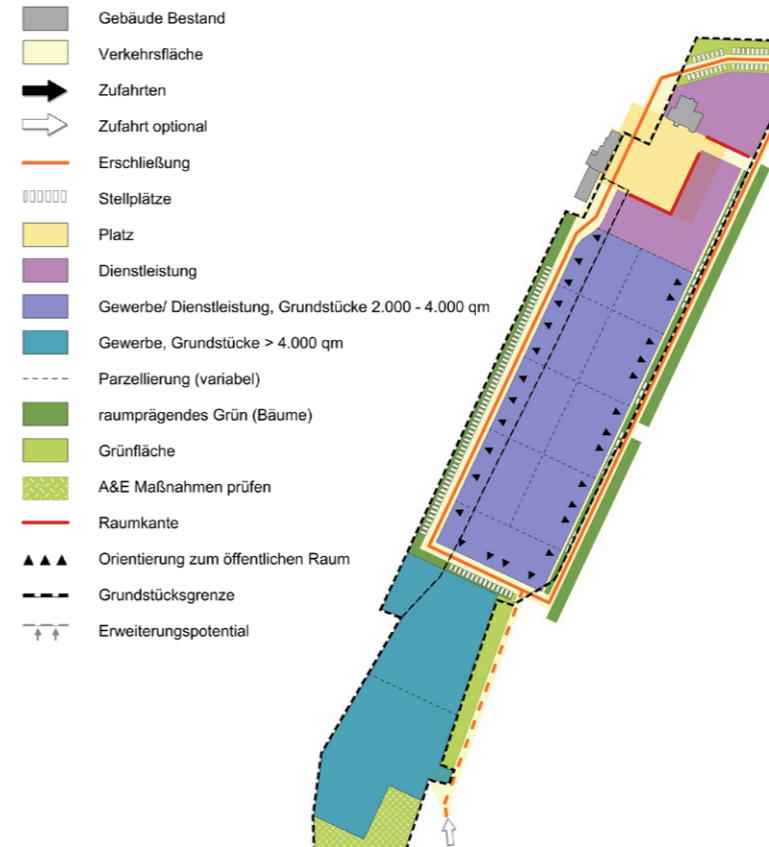 Gebäude Bestand
Verkehrsfläche
Zufahrten
Zufahrt optional
Erschließung
Stellplätze
Platz
Dienstleistung
Gewerbe/ Dienstleistung, Grundstücke 2.000 - 4.000 qm
Gewerbe, Grundstücke > 4.000 qm
Parzellierung (variabel)
raumprägendes Grün (Bäume)
Grünfläche
A&E Maßnahmen prüfen
Raumkante
Orientierung zum öffentlichen Raum
Grundstücksgrenze
Erweiterungspotential